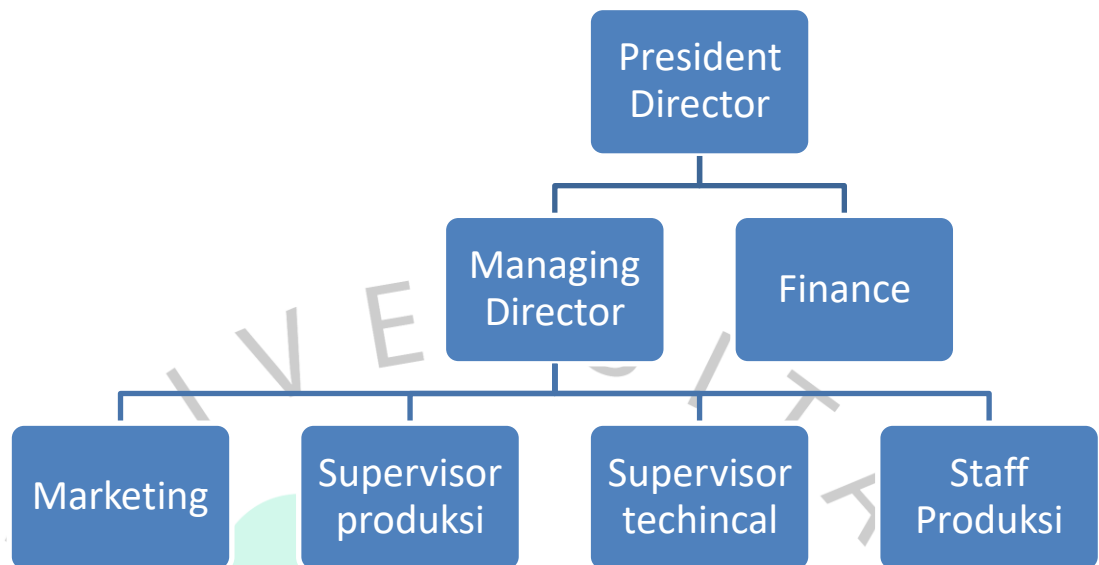 President
Director
Managing
Director
Finance
Marketing
Supervisor
produksi
Supervisor
techincal
Staff
Produksi